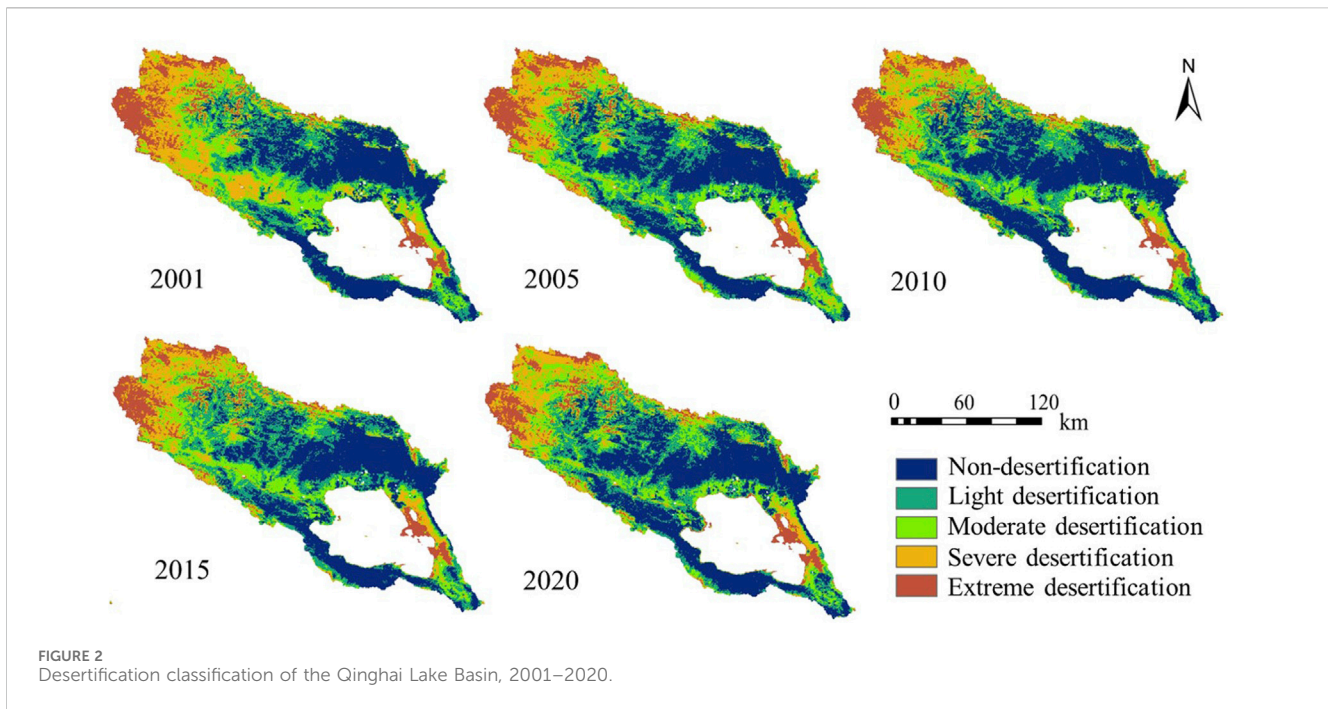 N
2001
2005
2010
2015
2020
0 60 120
km
Non-desertification
Light desertification
Moderate desertification
Severe desertification
Extreme desertification
FIGURE 2
Desertification classification of the Qinghai Lake Basin, 2001–2020.